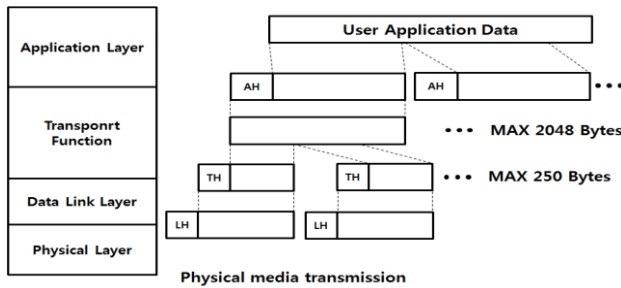 Application Layer
User Application Data
AH
AH
Transponrt
Function
MAX 2048 Bytes
TH
TH
MAX 250 Bytes
Data Link Layer
LH
LH
Physical Layer
Physical media transmission